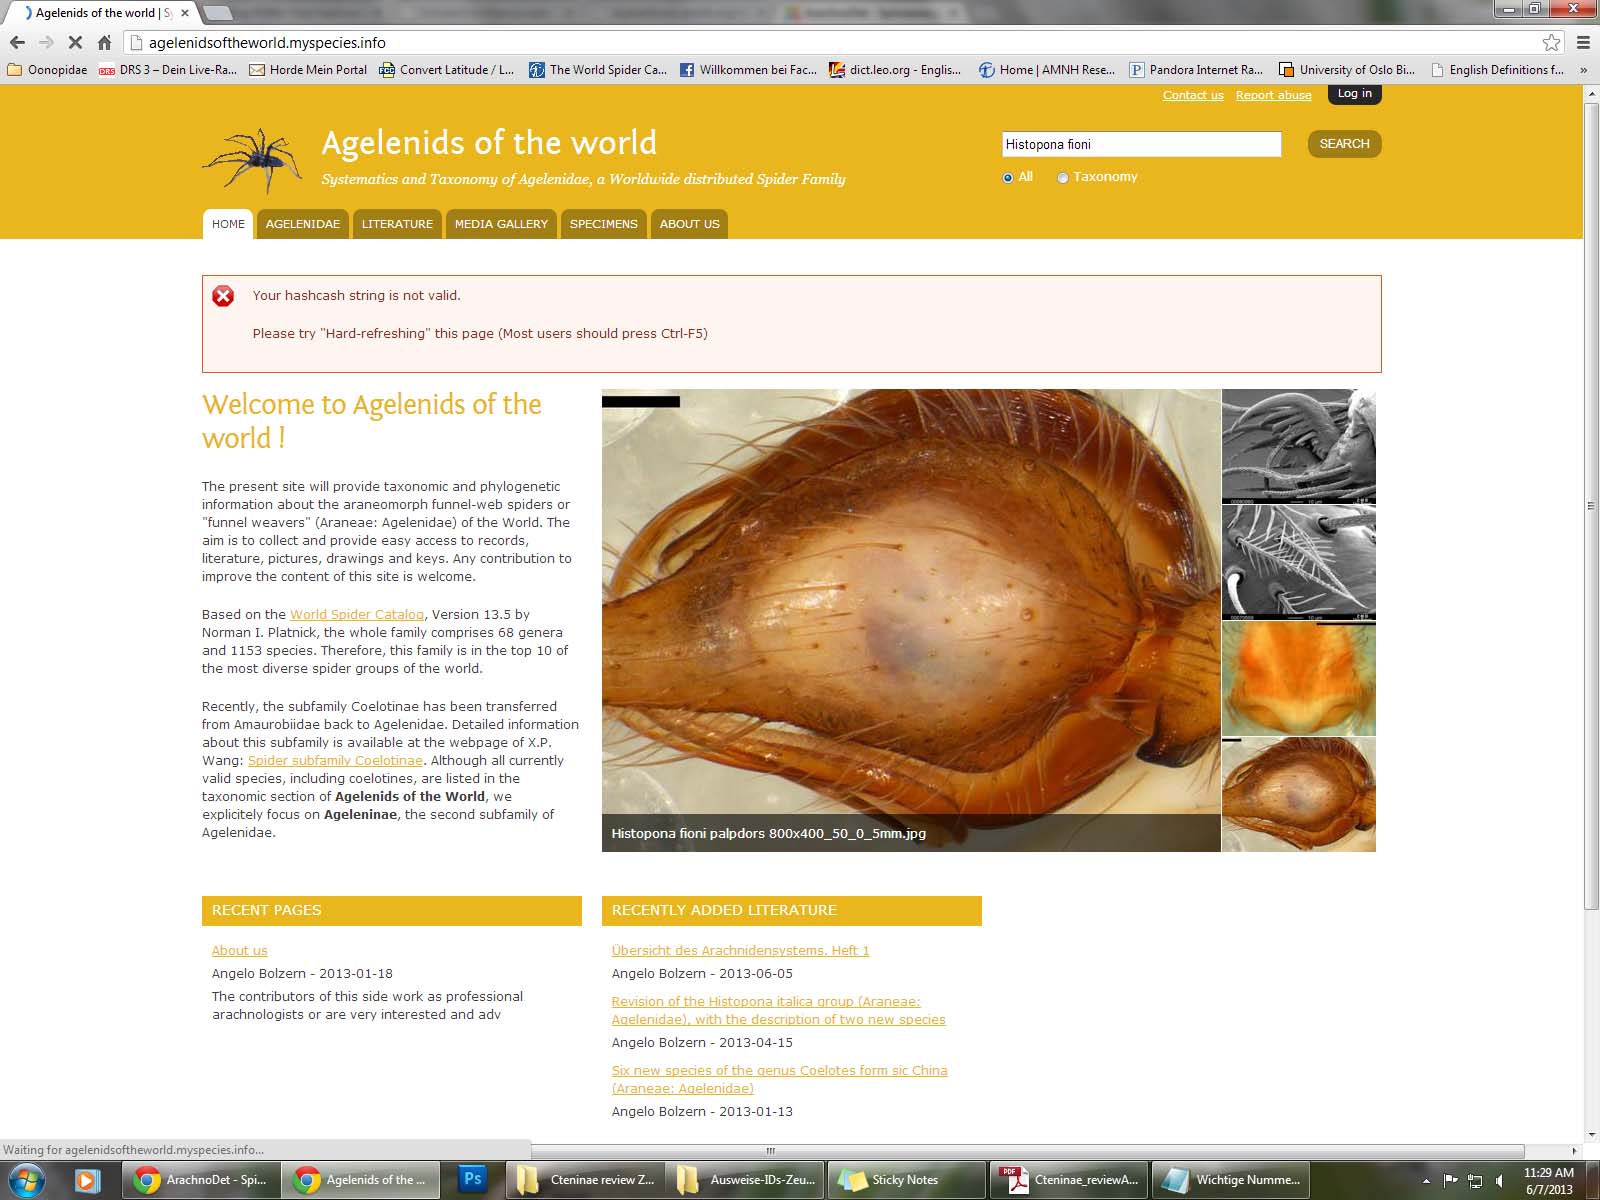 Agelenids of the world | Sy
agelenidsoftheworld.myspecies.info
Oonopidae DRS 3 – Dein Live-Ra... Horde Mein Portal Convert Latitude / L... The World Spider Ca... Willkommen bei Fac... dict.leo.org - Englis... Home | AMNH Rese... Pandora Internet Ra... University of Oslo Bi... English Definitions f... »
Contact us Report abuse Log in
Agelenids of the world
Histopona fioni SEARCH
Systematics and Taxonomy of Agelenidae, a Worldwide distributed Spider Family
All Taxonomy
HOME AGELENIDAE LITERATURE MEDIA GALLERY SPECIMENS ABOUT US
Your hashcash string is not valid.
Please try "Hard-refreshing" this page (Most users should press Ctrl-F5)
Welcome to Agelenids of the
world !
The present site will provide taxonomic and phylogenetic
information about the araneomorph funnel-web spiders or
"funnel weavers" (Araneae: Agelenidae) of the World. The
aim is to collect and provide easy access to records,
literature, pictures, drawings and keys. Any contribution to
improve the content of this site is welcome.
Based on the World Spider Catalog, Version 13.5 by
Norman I. Platnick, the whole family comprises 68 genera
and 1153 species. Therefore, this family is in the top 10 of
the most diverse spider groups of the world.
Recently, the subfamily Coelotinae has been transferred
from Amaurobiidae back to Agelenidae. Detailed information
about this subfamily is available at the webpage of X.P.
Wang: Spider subfamily Coelotinae. Although all currently
valid species, including coelotines, are listed in the
taxonomic section of Agelenids of the World, we
explicitely focus on Ageleninae, the second subfamily of
Agelenidae.
Histopona fioni palpdors 800x400_50_0_5mm.jpg
RECENT PAGES
About us
Angelo Bolzern - 2013-01-18
The contributors of this side work as professional
arachnologists or are very interested and adv
RECENTLY ADDED LITERATURE
Übersicht des Arachnidensystems. Heft 1
Angelo Bolzern - 2013-06-05
Revision of the Histopona italica group (Araneae:
Agelenidae), with the description of two new species
Angelo Bolzern - 2013-04-15
Six new species of the genus Coelotes form sic China
(Araneae: Agelenidae)
Angelo Bolzern - 2013-01-13
Waiting for agelenidsoftheworld.myspecies.info...
ArachnoDet - Spi... Agelenids of the ... Ps Cteninae review Z... Ausweise-IDs-Zeu... Sticky Notes Cteninae_reviewA... Wichtige Numme...
11:29 AM
6/7/2013